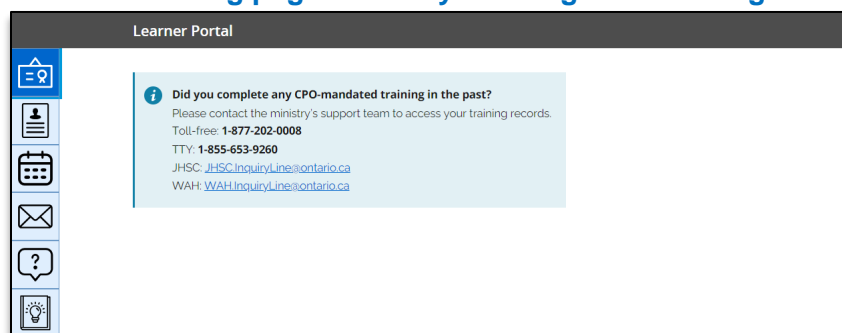 Learner Portal
Did you complete any CPO-mandated training in the past?
Please contact the ministry's support team to access your training records.
Toll-free: 1-877-202-0008
TTY: 1-855-653-9260
JHSC: JHSC.InquiryLine@ontario.ca
WAH: WAH.InquiryLine@ontario.ca